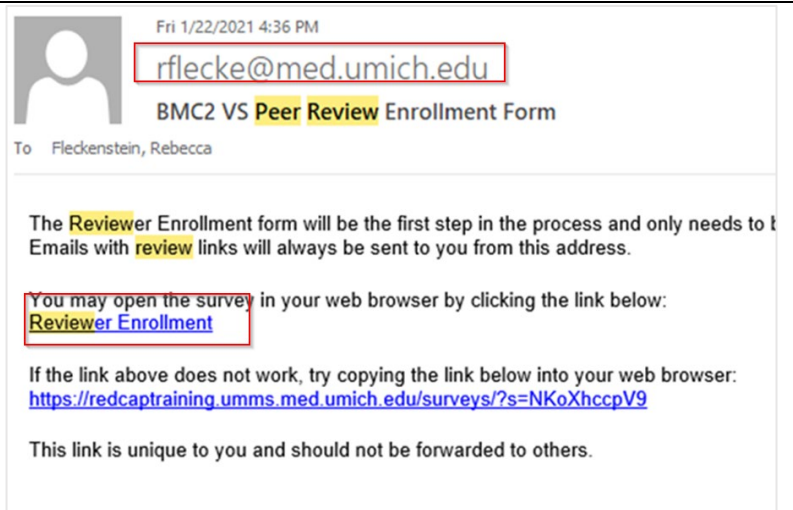 Fri 1/22/2021 4:36 PM
rflecke@med.umich.edu
BMC2 VS Peer Review Enrollment Form
To Fleckenstein, Rebecca
The Reviewer Enrollment form will be the first step in the process and only needs to
Emails with review links will always be sent to you from this address.
You may open the survey in your web browser by clicking the link below:
Reviewer Enrollment
If the link above does not work, try copying the link below into your web browser:
https://redcaptraining.umms.med.umich.edu/surveys/?s=NKoXhccpV9
This link is unique to you and should not be forwarded to others.